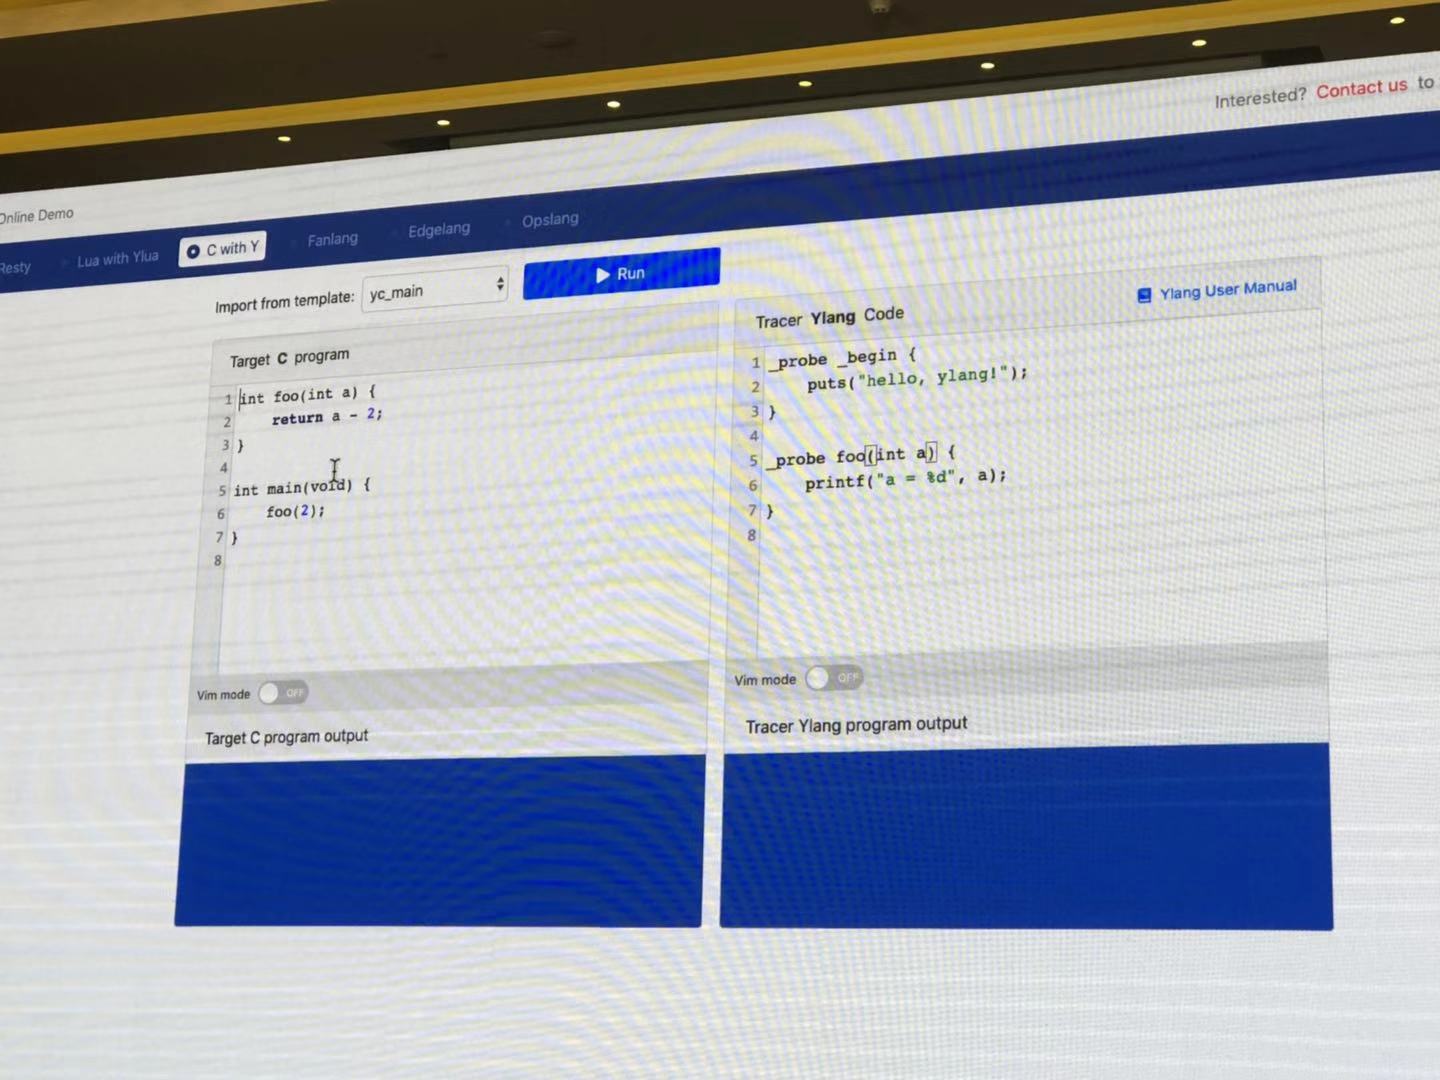 Interested? Contact us to
Online Demo
Resty
Lua with Ylua
C with Y
Fanlang
Edgelang
Opslang
Import from template:
yc_main
Run
Target C program
1 int foo(int a) {
2     return a - 2;
3 }
4
5 int main(void) {
6     foo(2);
7 }
8
Vim mode OFF
Target C program output
Tracer Ylang Code
Ylang User Manual
1 _probe _begin {
2     puts("hello, ylang!");
3 }
4
5 _probe foo(int a) {
6     printf("a = %d", a);
7 }
8
Vim mode OFF
Tracer Ylang program output